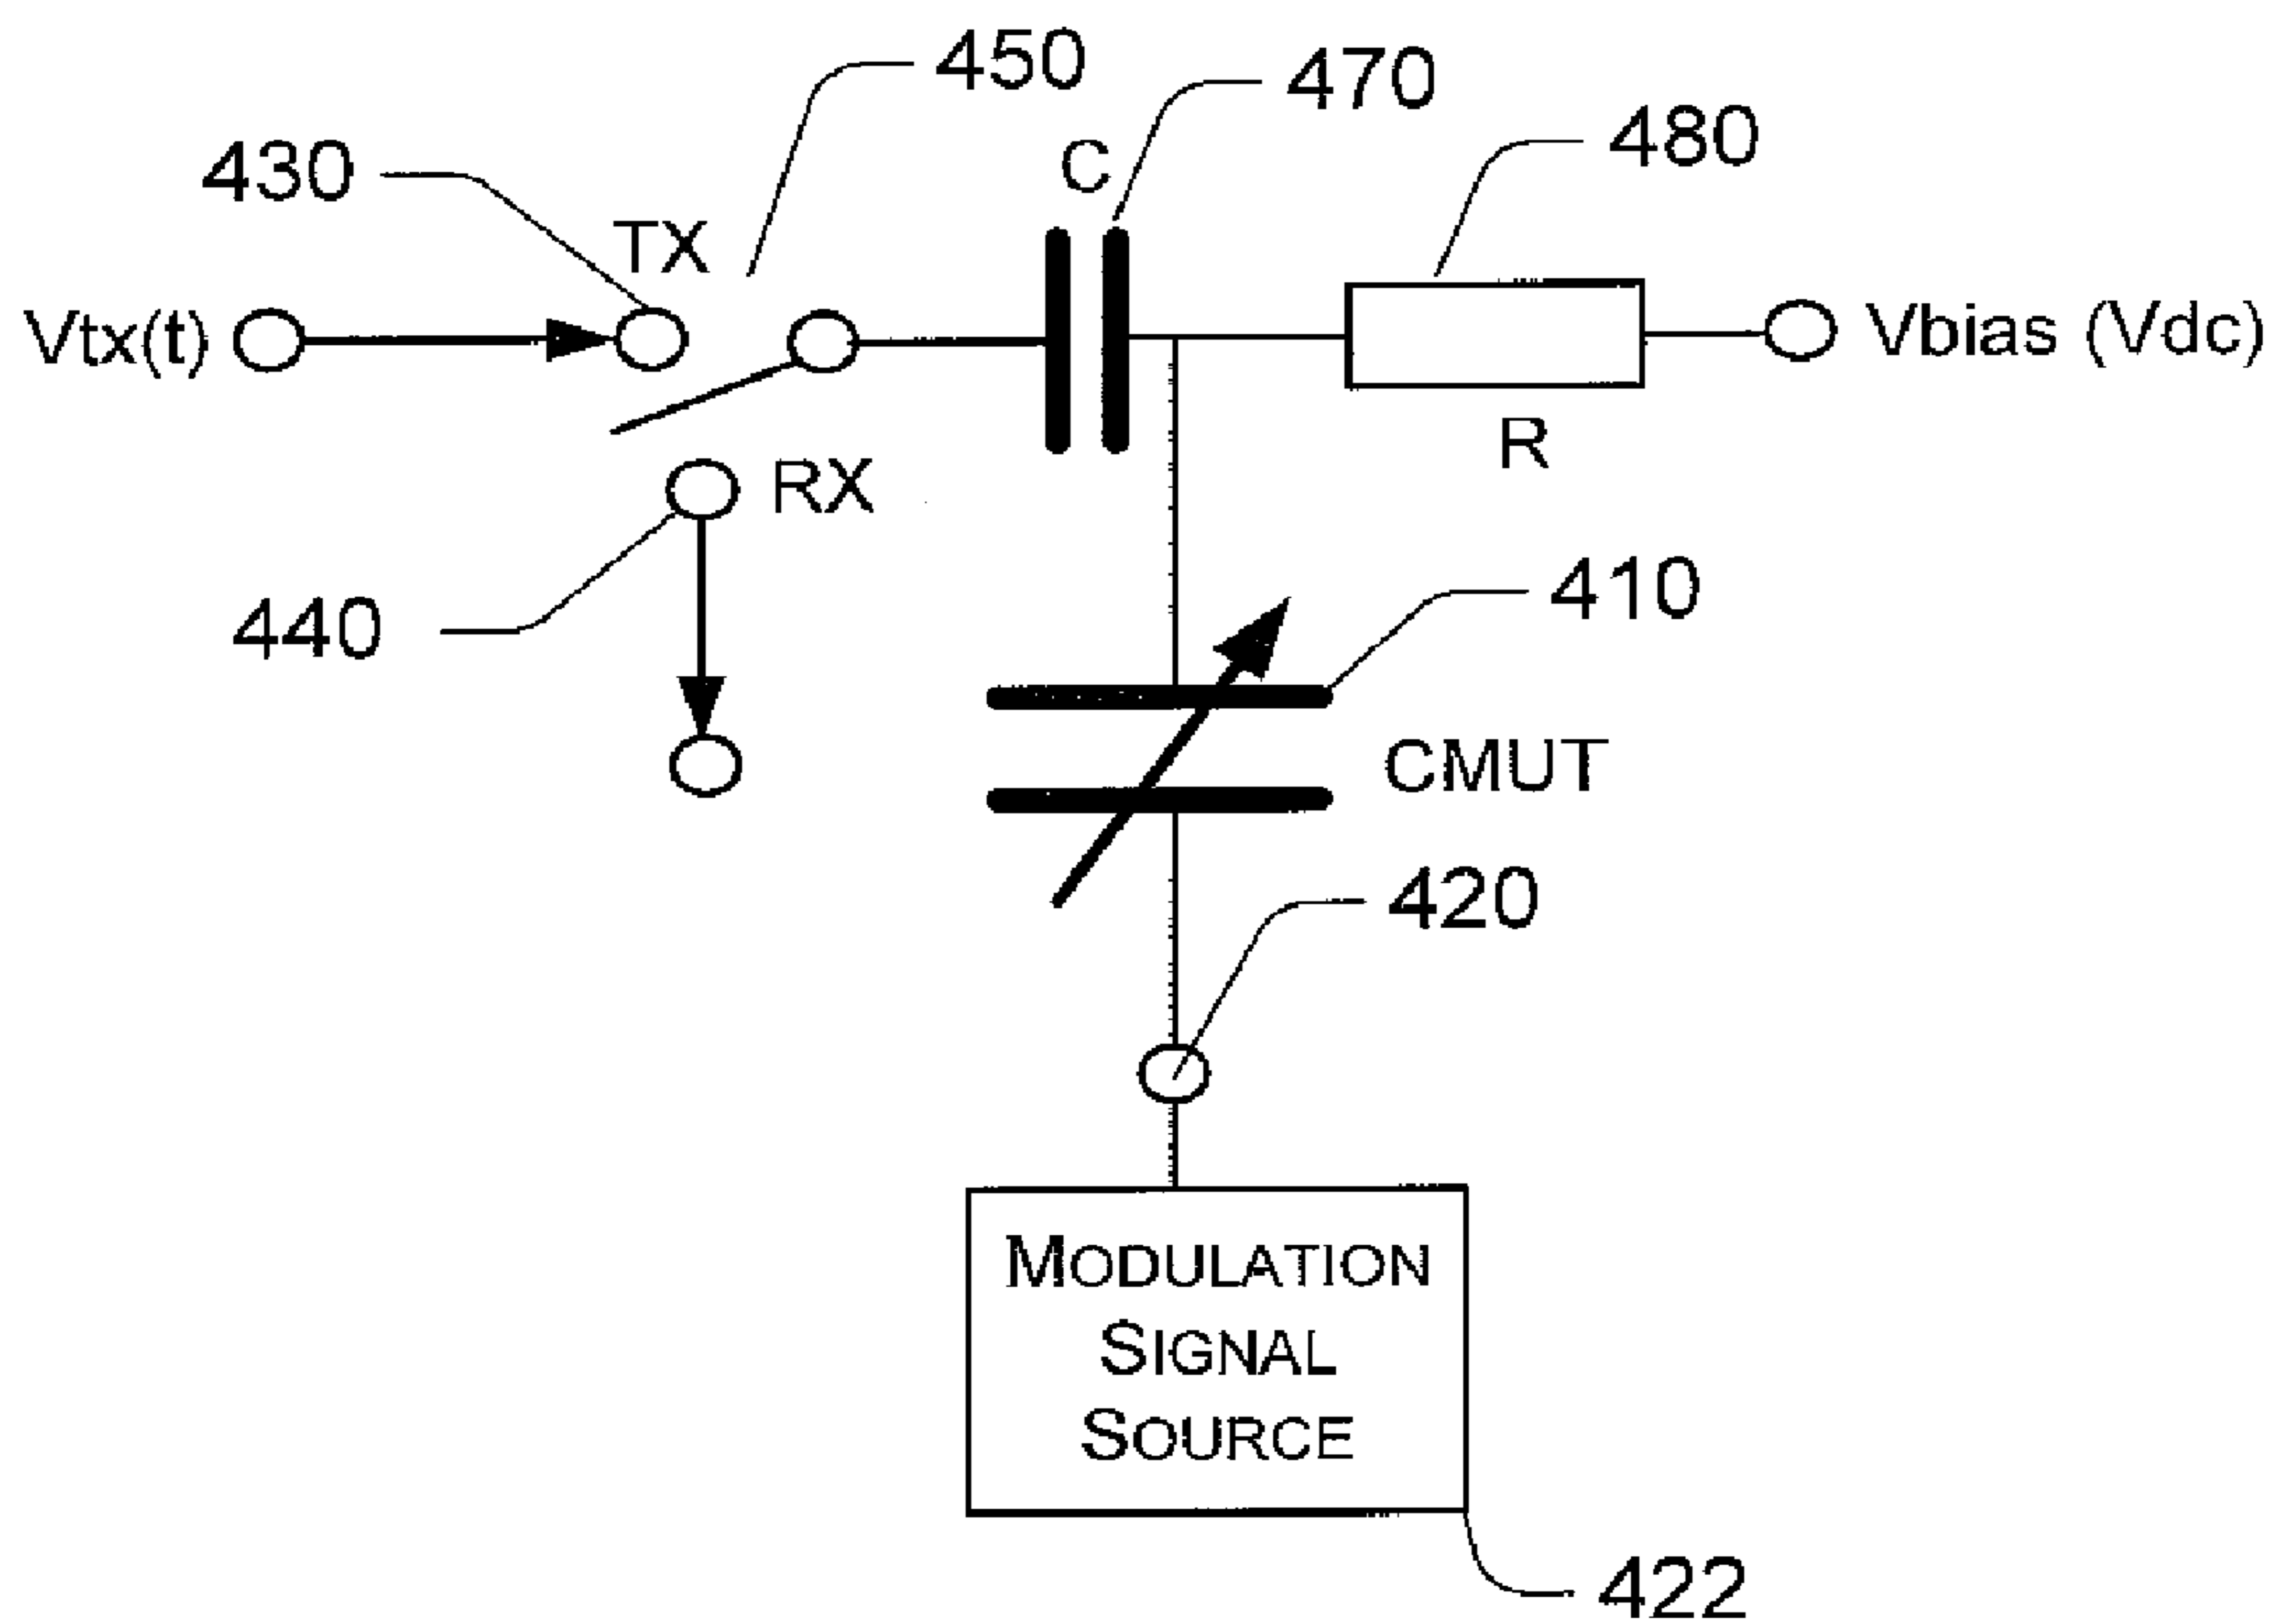 450
470
480
430
C
TX
Vtx(t)
Vbias (Vdc)
R
RX
410
440
CMUT
420
MODULATION
SIGNAL
SOURCE
422